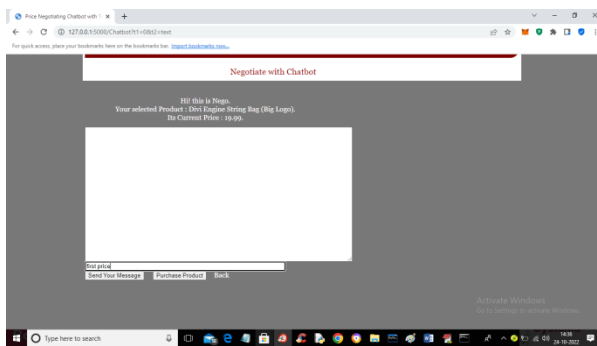 Price Negotiating Chatbot with
127.0.0.1:5000/Chatbot?t1=08&t2=text
For quick access, place your bookmarks here on the bookmarks bar. Import bookmarks now...
Negotiate with Chatbot
Hi! this is Nego.
Your selected Product : Divi Engine String Bag (Big Logo).
Its Current Price : 19.99.
first price
Send Your Message Purchase Product Back
Activate Windows
Go to Settings to activate Windows.
Type here to search
14:36
24-10-2022